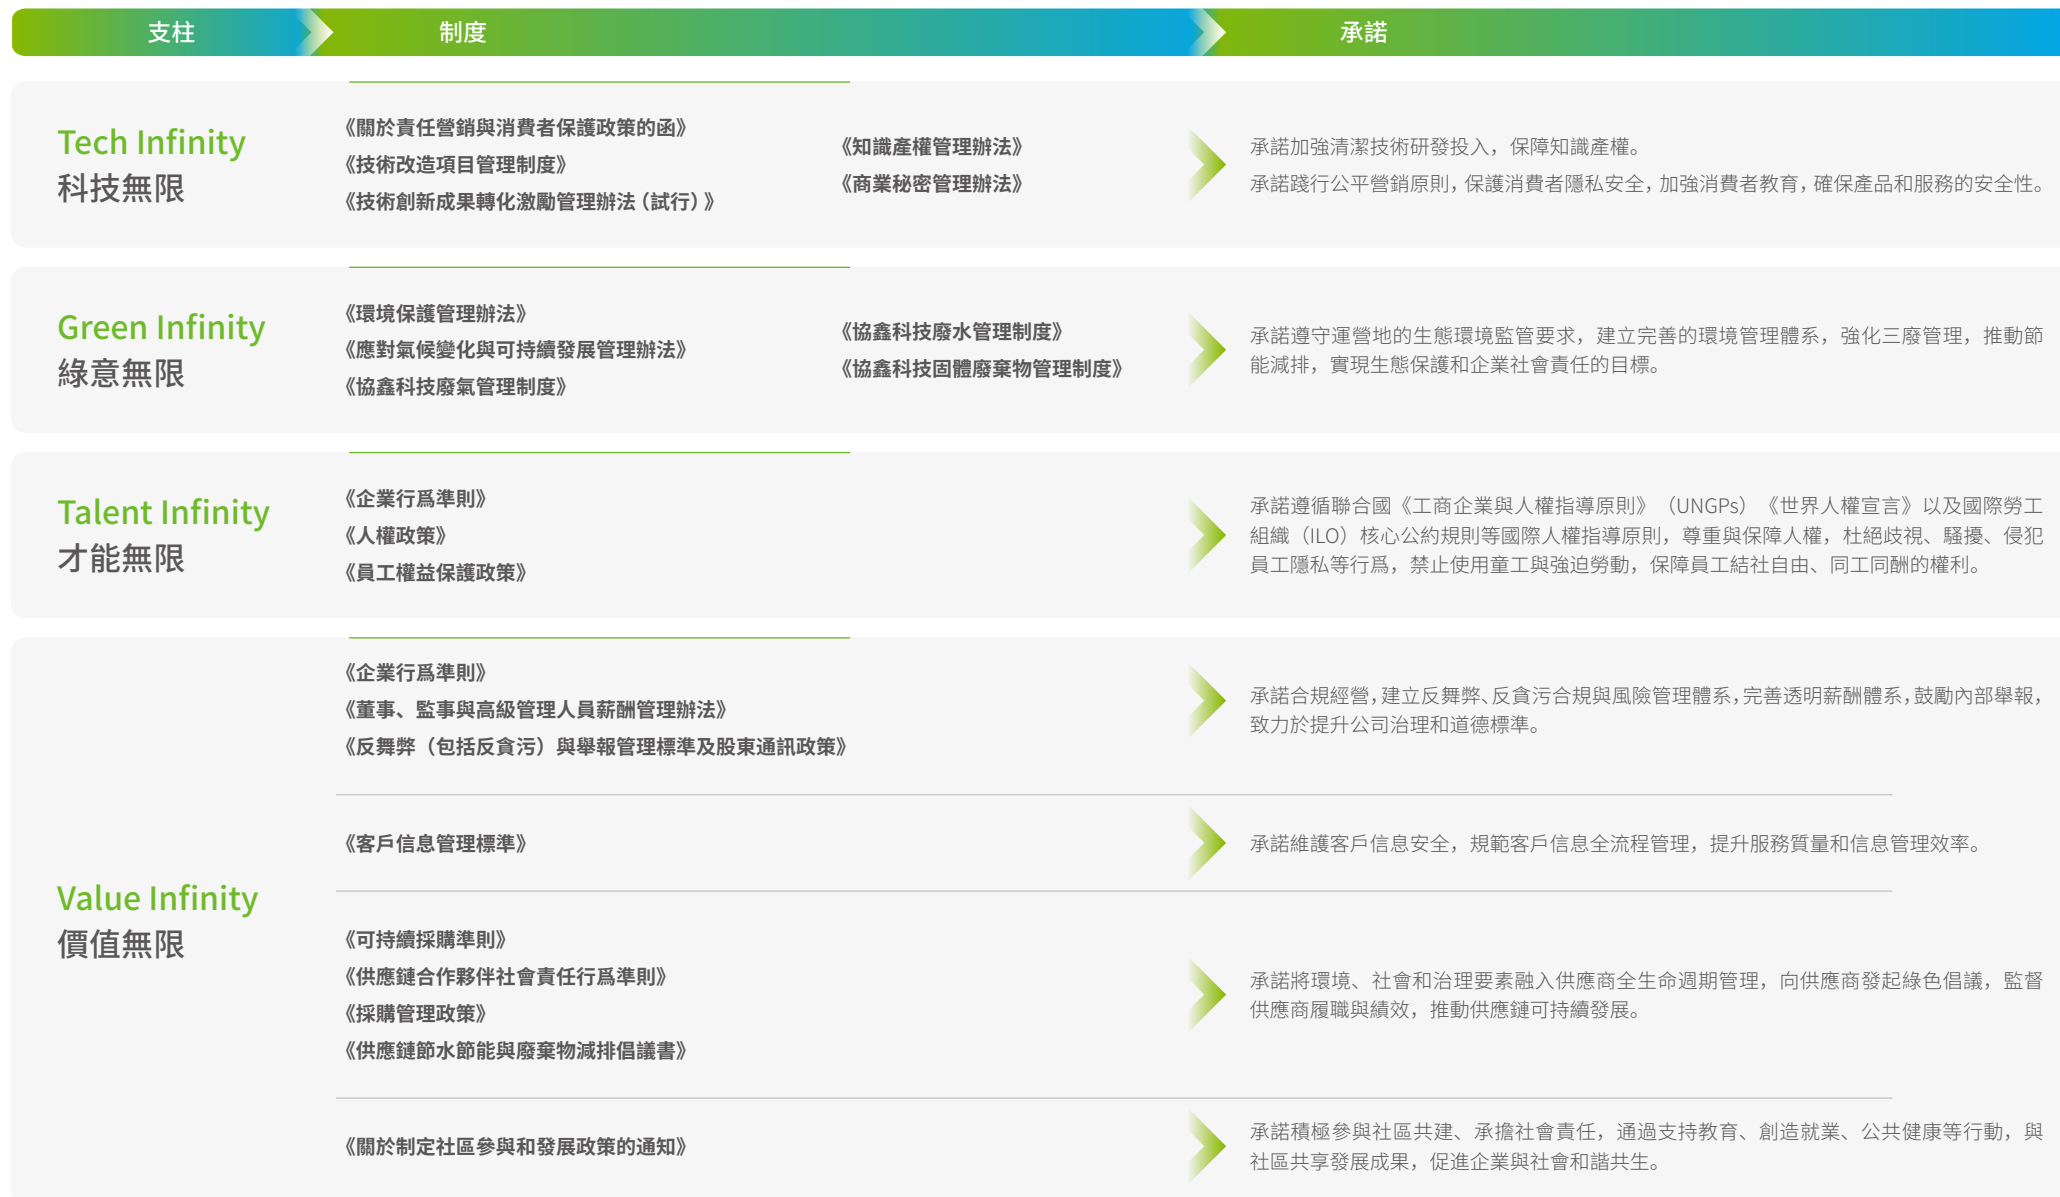 支柱
制度
承諾
Tech Infinity
科技無限
《關於責任營銷與消費者保護政策的函》
《技術改造項目管理制度》
《技術創新成果轉化激勵管理辦法(試行)》
《知識產權管理辦法》
《商業秘密管理辦法》
承諾加強清潔技術研發投入，保障知識產權。
承諾踐行公平營銷原則，保護消費者隱私安全，加強消費者教育，確保產品和服務的安全性。
Green Infinity
綠意無限
《環境保護管理辦法》
《應對氣候變化與可持續發展管理辦法》
《協鑫科技廢氣管理制度》
《協鑫科技廢水管理制度》
《協鑫科技固體廢棄物管理制度》
承諾遵守運營地的生態環境監管要求，建立完善的環境管理體系，強化三廢管理，推動節
能減排，實現生態保護和企業社會責任的目標。
Talent Infinity
才能無限
《企業行爲準則》
《人權政策》
《員工權益保護政策》
承諾遵循聯合國《工商企業與人權指導原則》（UNGPs）《世界人權宣言》以及國際勞工
組織（ILO）核心公約規則等國際人權指導原則，尊重與保障人權，杜絕歧視、騷擾、侵犯
員工隱私等行爲，禁止使用童工與強迫勞動，保障員工結社自由、同工同酬的權利。
Value Infinity
價值無限
《企業行爲準則》
《董事、監事與高級管理人員薪酬管理辦法》
《反舞弊（包括反貪污）與舉報管理標準及股東通訊政策》
承諾合規經營，建立反舞弊、反貪污合規與風險管理體系，完善透明薪酬體系，鼓勵內部舉報，
致力於提升公司治理和道德標準。
《客戶信息管理標準》
承諾維護客戶信息安全，規範客戶信息全流程管理，提升服務質量和信息管理效率。
《可持續採購準則》
《供應鏈合作夥伴社會責任行爲準則》
《採購管理政策》
《供應鏈節水節能與廢棄物減排倡議書》
承諾將環境、社會和治理要素融入供應商全生命週期管理，向供應商發起綠色倡議，監督
供應商履職與績效，推動供應鏈可持續發展。
《關於制定社區參與和發展政策的通知》
承諾積極參與社區共建、承擔社會責任，通過支持教育、創造就業、公共健康等行動，與
社區共享發展成果，促進企業與社會和諧共生。